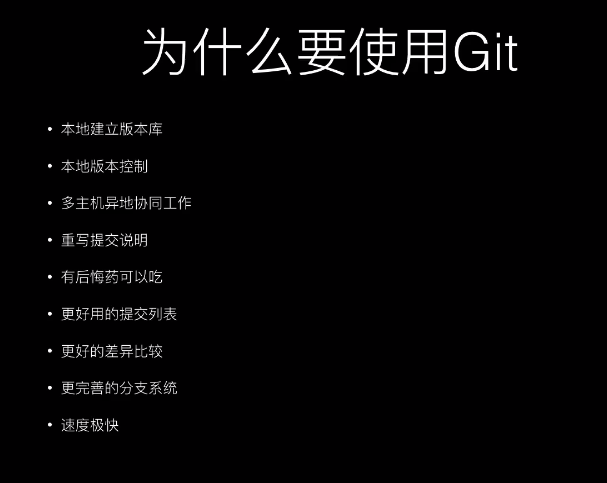 为什么要使用Git
• 本地建立版本库
• 本地版本控制
• 多主机异地协同工作
• 重写提交说明
• 有后悔药可以吃
• 更好用的提交列表
• 更好的差异比较
• 更完善的分支系统
• 速度极快